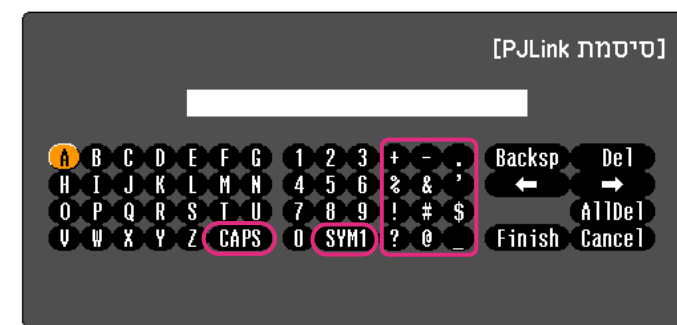 [סיסמת PJLink]
A B C D E F G 1 2 3 + - . Backsp Del
H I J K L M N 4 5 6 % & ’ ← →
O P Q R S T U 7 8 9 ! # $ AllDel
V W X Y Z CAPS 0 SYM1 ? @ _ Finish Cancel